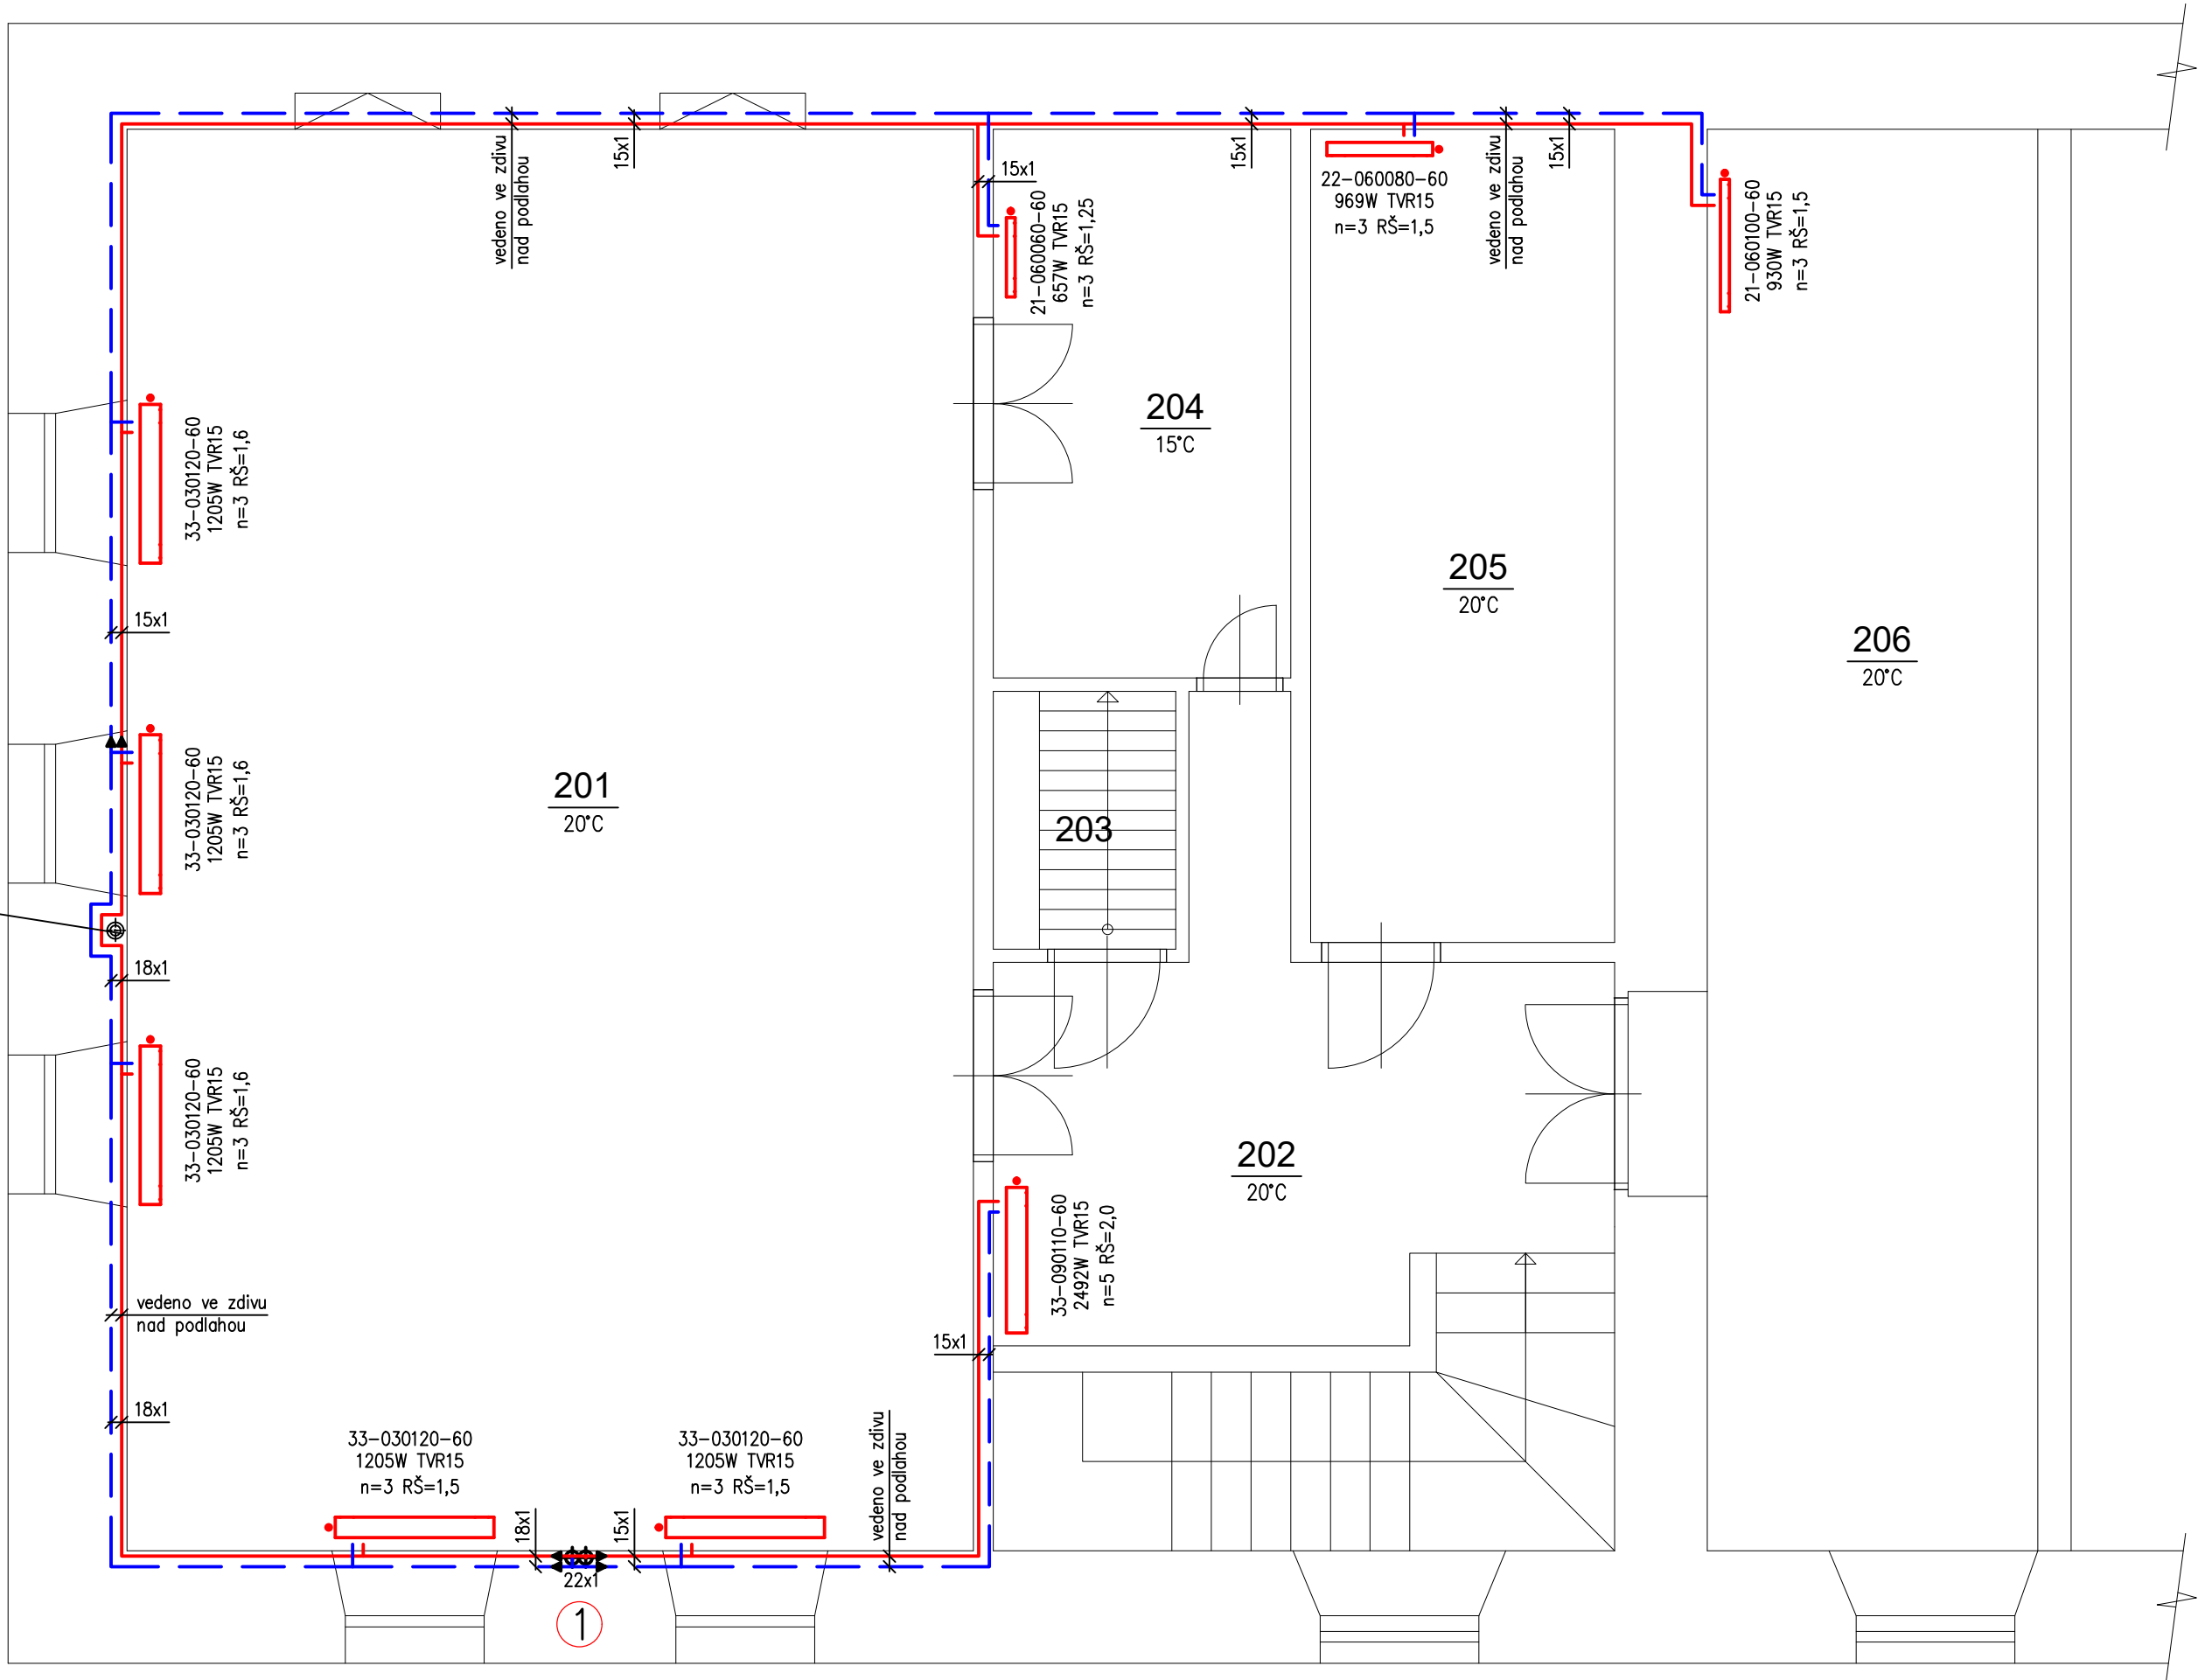 vedeno ve zdivu
nad podlahou
15x1
15x1
21-060060-60
657W TVR15
n=3 RŠ=1,25
15x1
22-060080-60
969W TVR15
n=3 RŠ=1,5
vedeno ve zdivu
nad podlahou
15x1
21-060100-60
930W TVR15
n=3 RŠ=1,5
33-030120-60
1205W TVR15
n=3 RŠ=1,6
204
15°C
205
20°C
15x1
206
20°C
33-030120-60
1205W TVR15
n=3 RŠ=1,6
201
20°C
203
18x1
33-030120-60
1205W TVR15
n=3 RŠ=1,6
202
20°C
33-090110-60
2492W TVR15
n=5 RŠ=2,0
vedeno ve zdivu
nad podlahou
15x1
18x1
33-030120-60
1205W TVR15
n=3 RŠ=1,5
33-030120-60
1205W TVR15
n=3 RŠ=1,5
vedeno ve zdivu
nad podlahou
18x1
15x1
22x1
1